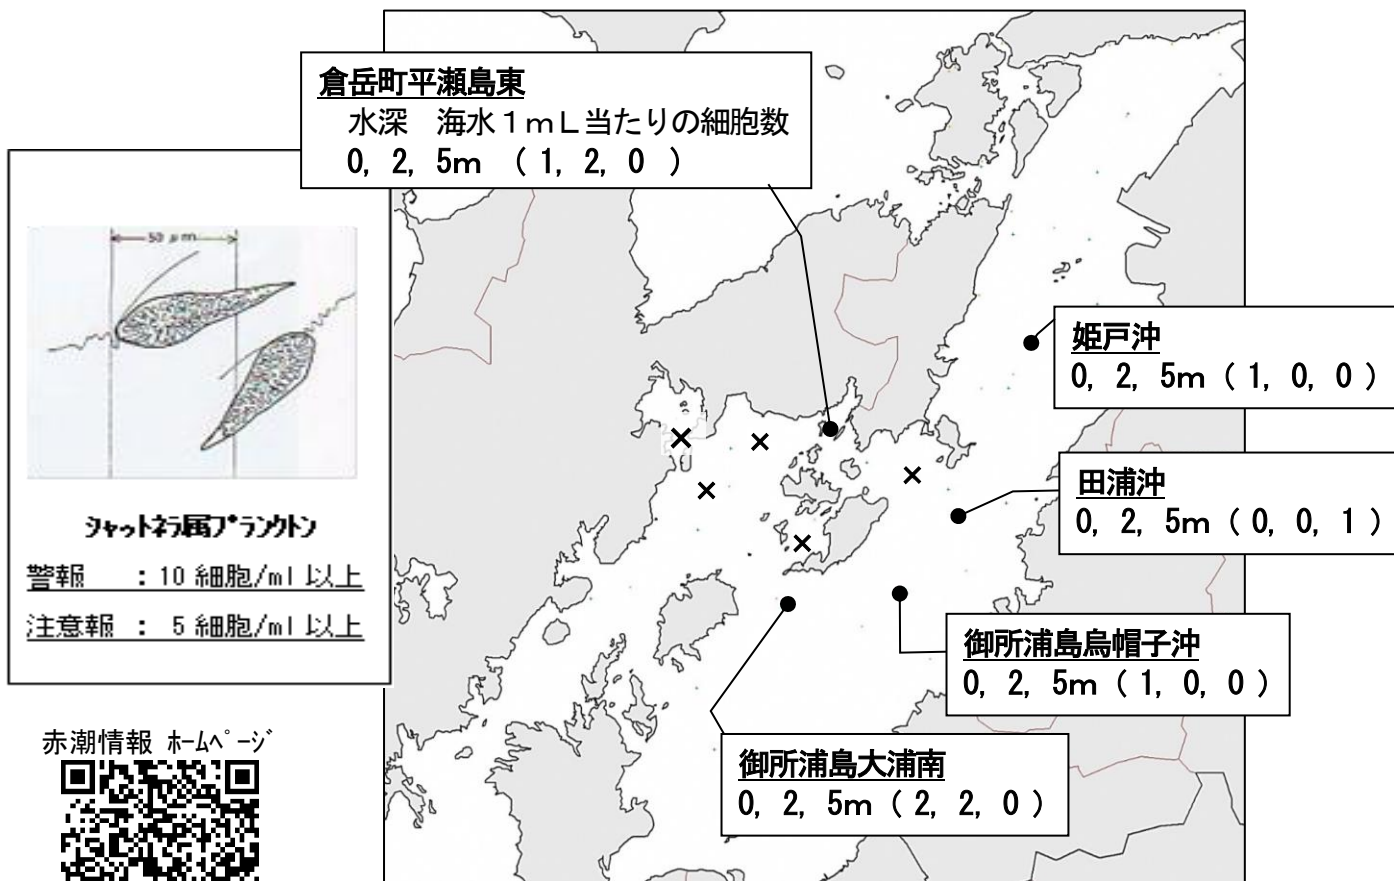 倉岳町平瀬島東
水深　海水１ｍＬ当たりの細胞数
0, 2, 5m ( 1, 2, 0 )
50 μm
シャットネラ属プランクトン
警報　　：10 細胞/ml 以上
注意報　： 5 細胞/ml 以上
赤潮情報 ホームページ
姫戸沖
0, 2, 5m ( 1, 0, 0 )
田浦沖
0, 2, 5m ( 0, 0, 1 )
御所浦島烏帽子沖
0, 2, 5m ( 1, 0, 0 )
御所浦島大浦南
0, 2, 5m ( 2, 2, 0 )